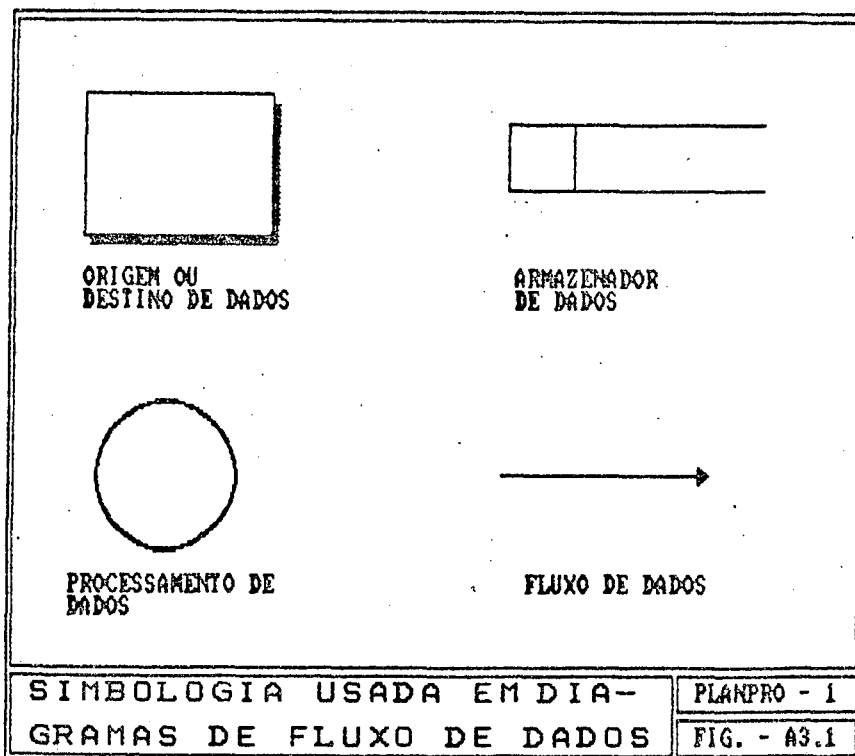 ORIGEM OU
DESTINO DE DADOS
ARMAZENADOR
DE DADOS
PROCESSAMENTO DE
DADOS
FLUXO DE DADOS
SIMBOLOGIA USADA EM DIA-
GRAMAS DE FLUXO DE DADOS
PLANPRO - 1
FIG. - A3.1